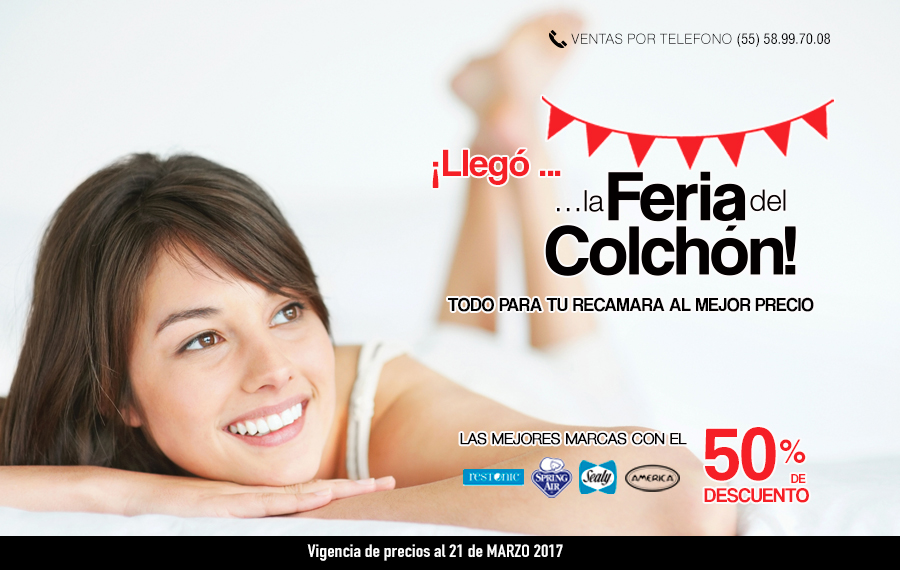 VENTAS POR TELEFONO (55) 58.99.70.08
¡Llegó ...
...la Feria del
Colchón!
TODO PARA TU RECAMARA AL MEJOR PRECIO
LAS MEJORES MARCAS CON EL
50%
DE
DESCUENTO
RESTONIC
SPRING
AIR
Sealy
AMERICA
Vigencia de precios al 21 de MARZO 2017